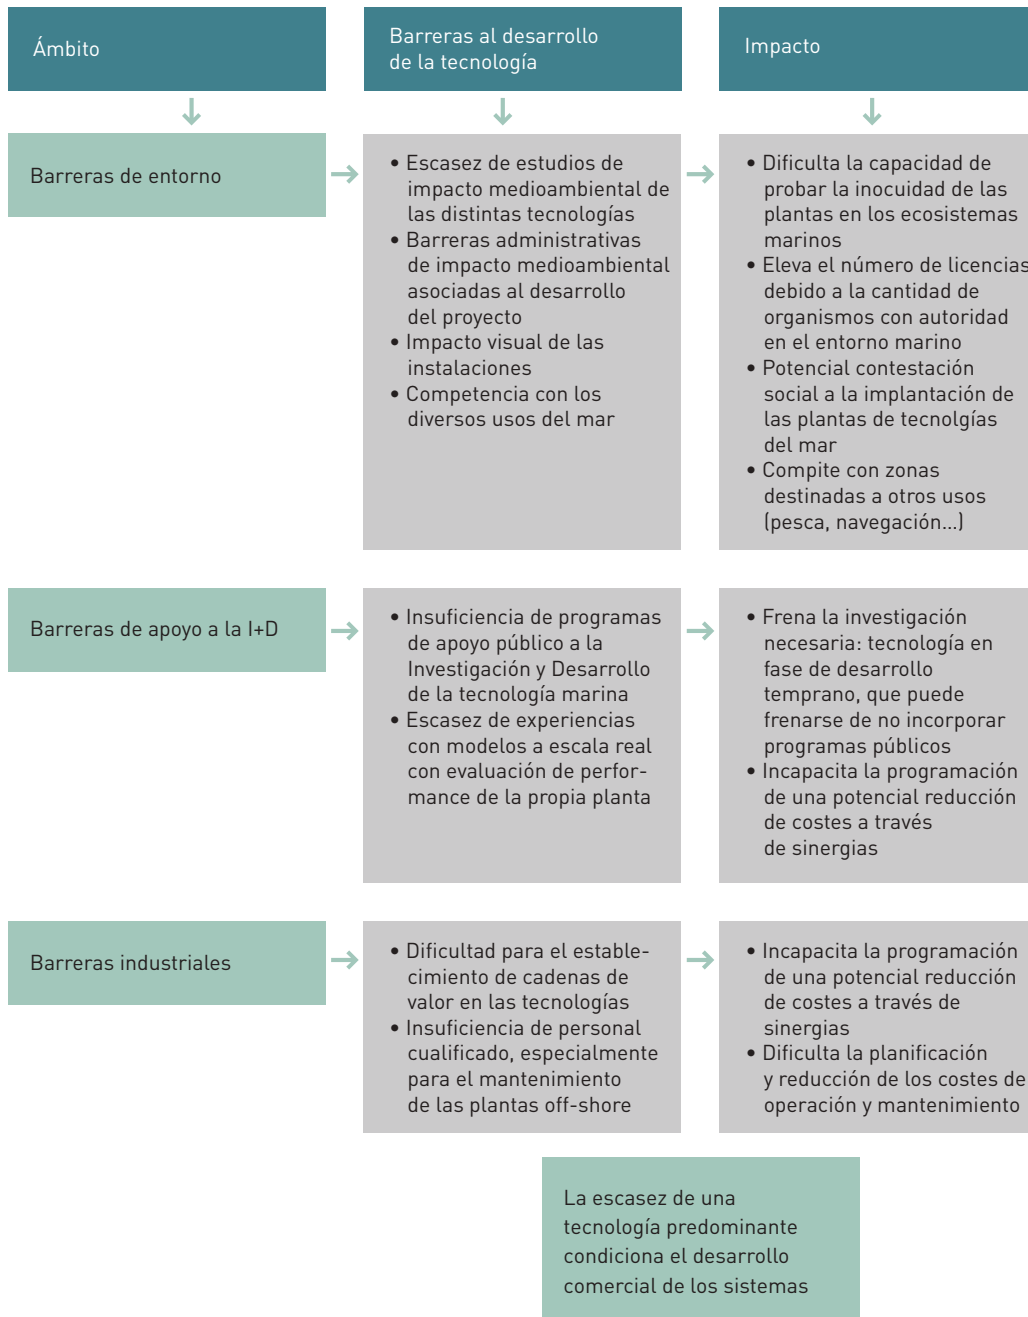 Ámbito
Barreras al desarrollo
de la tecnología
Impacto
Barreras de entorno
• Escasez de estudios de
impacto medioambiental de
las distintas tecnologías
• Barreras administrativas
de impacto medioambiental
asociadas al desarrollo
del proyecto
• Impacto visual de las
instalaciones
• Competencia con los
diversos usos del mar
• Dificulta la capacidad de
probar la inocuidad de las
plantas en los ecosistemas
marinos
• Eleva el número de licencias
debido a la cantidad de
organismos con autoridad
en el entorno marino
• Potencial contestación
social a la implantación de
las plantas de tecnolgías
del mar
• Compite con zonas
destinadas a otros usos
(pesca, navegación...)
Barreras de apoyo a la I+D
• Insuficiencia de programas
de apoyo público a la
Investigación y Desarrollo
de la tecnología marina
• Escasez de experiencias
con modelos a escala real
con evaluación de perfor-
mance de la propia planta
• Frena la investigación
necesaria: tecnología en
fase de desarrollo
temprano, que puede
frenarse de no incorporar
programas públicos
• Incapacita la programación
de una potencial reducción
de costes a través
de sinergias
Barreras industriales
• Dificultad para el estable-
cimiento de cadenas de
valor en las tecnologías
• Insuficiencia de personal
cualificado, especialmente
para el mantenimiento
de las plantas off-shore
• Incapacita la programación
de una potencial reducción
de costes a través de
sinergias
• Dificulta la planificación
y reducción de los costes de
operación y mantenimiento
La escasez de una
tecnología predominante
condiciona el desarrollo
comercial de los sistemas